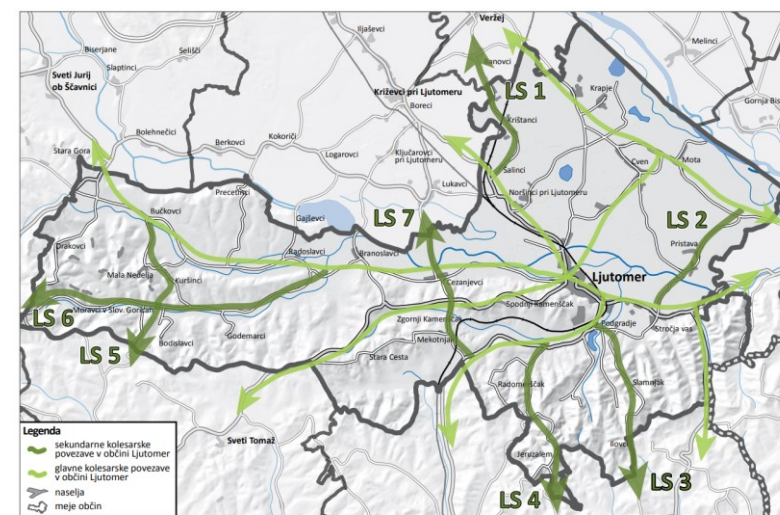 Veržej
Iljaševci
Melinci
Biserjane
Selišči
Slaptinci
Sveti Jurij
ob Ščavnici
Križevci pri Ljutomeru
Krapje
LS 1
Gornja Bis
Boreci
Krištanci
Bolehnečici
Kokoriči
Berkovci
Logarovci
Ključarovci
pri Ljutomeru
Stara Gora
Cven
Mota
Salinci
Lukavci
Noršinci pri Ljutomeru
Precetinci
Bučkovci
Gajševci
LS 7
LS 2
Pristava
Drakovci
Radoslavci
Branoslavci
Mala Nedelja
Kuršinci
Cezanjevci
Ljutomer
LS 6
Moravci v Slov. Goricah
Spodnji Kamenščak
Zgornji Kamenščak
Podgradje
Stročja vas
LS 5
Bodislavci
Godemarci
Mekotnjak
Stara Cesta
Radomerščak
Slamnjak
Sveti Tomaž
Jeruzalem
Ilovci
LS 4
LS 3
Legenda
sekundarne kolesarske
povezave v občini Ljutomer
glavne kolesarske povezave
v občini Ljutomer
naselja
meje občin